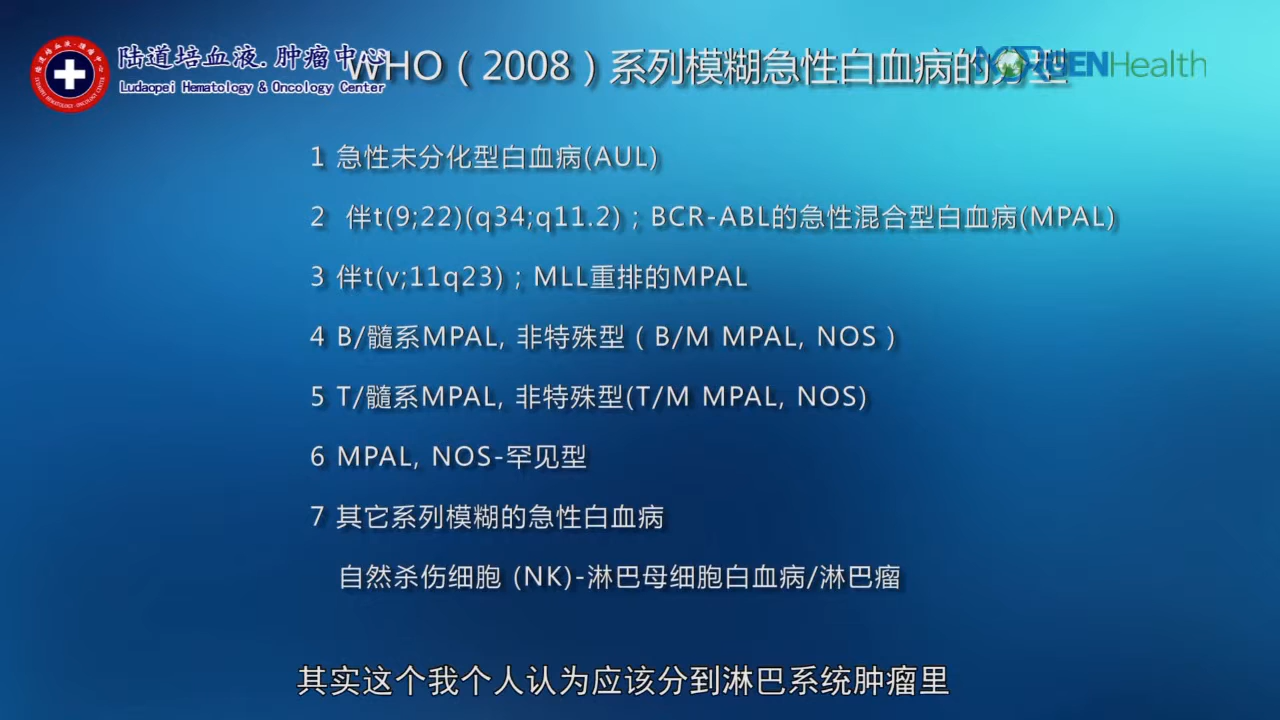 陆道培血液.肿瘤中心
Ludaopei Hematology & Oncology Center
WHO（2008）系列模糊急性白血病的分型
Health
1 急性未分化型白血病(AUL)
2 伴t(9;22)(q34;q11.2)；BCR-ABL的急性混合型白血病(MPAL)
3 伴t(v;11q23)；MLL重排的MPAL
4 B/髓系MPAL, 非特殊型（B/M MPAL, NOS）
5 T/髓系MPAL, 非特殊型(T/M MPAL, NOS)
6 MPAL, NOS-罕见型
7 其它系列模糊的急性白血病
自然杀伤细胞 (NK)-淋巴母细胞白血病/淋巴瘤
其实这个我个人认为应该分到淋巴系统肿瘤里